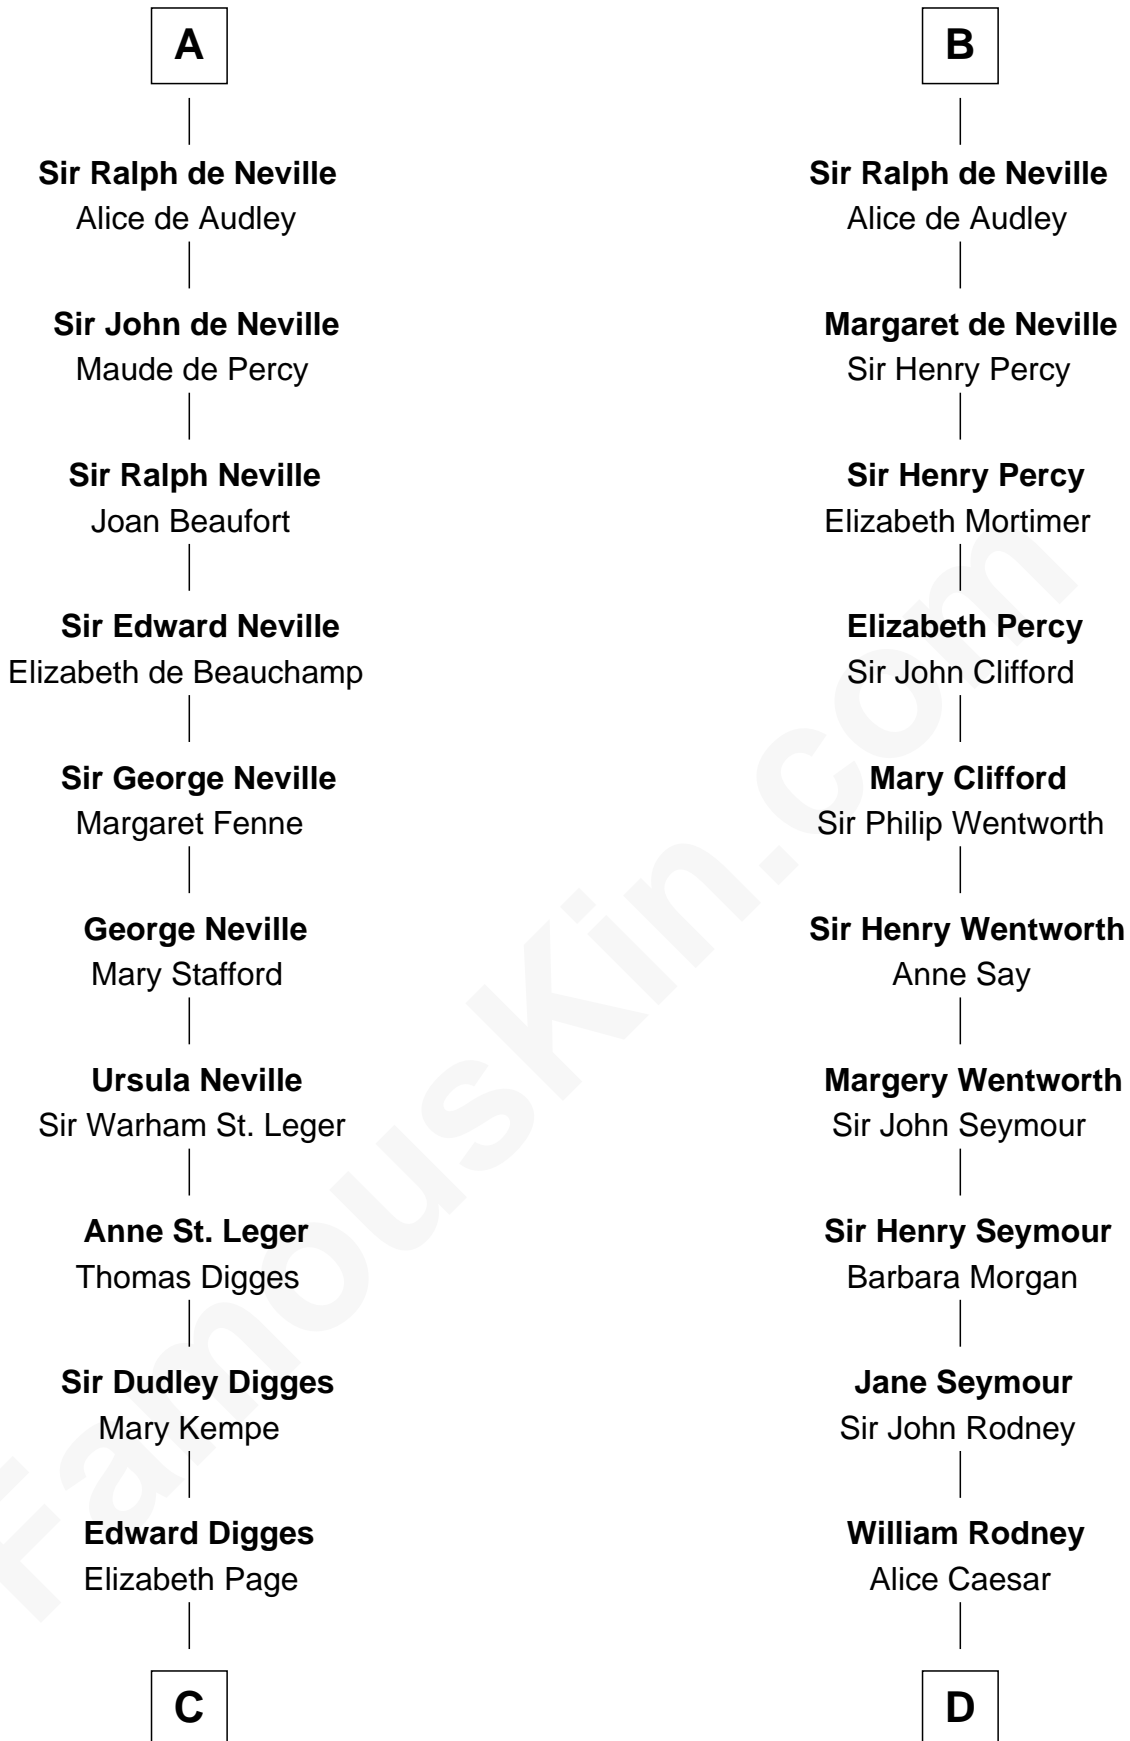 A
Sir Ralph de Neville
Alice de Audley
Sir John de Neville
Maude de Percy
Sir Ralph Neville
Joan Beaufort
Sir Edward Neville
Elizabeth de Beauchamp
Sir George Neville
Margaret Fenne
George Neville
Mary Stafford
Ursula Neville
Sir Warham St. Leger
Anne St. Leger
Thomas Digges
Sir Dudley Digges
Mary Kempe
Edward Digges
Elizabeth Page
C
B
Sir Ralph de Neville
Alice de Audley
Margaret de Neville
Sir Henry Percy
Sir Henry Percy
Elizabeth Mortimer
Elizabeth Percy
Sir John Clifford
Mary Clifford
Sir Philip Wentworth
Sir Henry Wentworth
Anne Say
Margery Wentworth
Sir John Seymour
Sir Henry Seymour
Barbara Morgan
Jane Seymour
Sir John Rodney
William Rodney
Alice Caesar
D
FamousKin.com